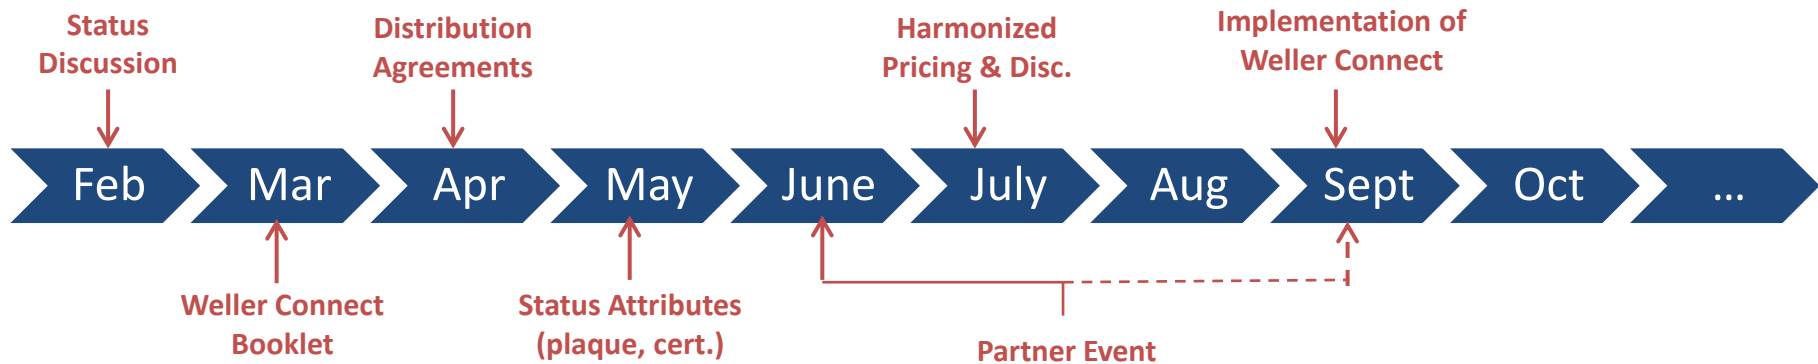 Status
Discussion
Distribution
Agreements
Harmonized
Pricing & Disc.
Implementation of
Weller Connect
Feb Mar Apr May June July Aug Sept Oct ...
Weller Connect
Booklet
Status Attributes
(plaque, cert.)
Partner Event